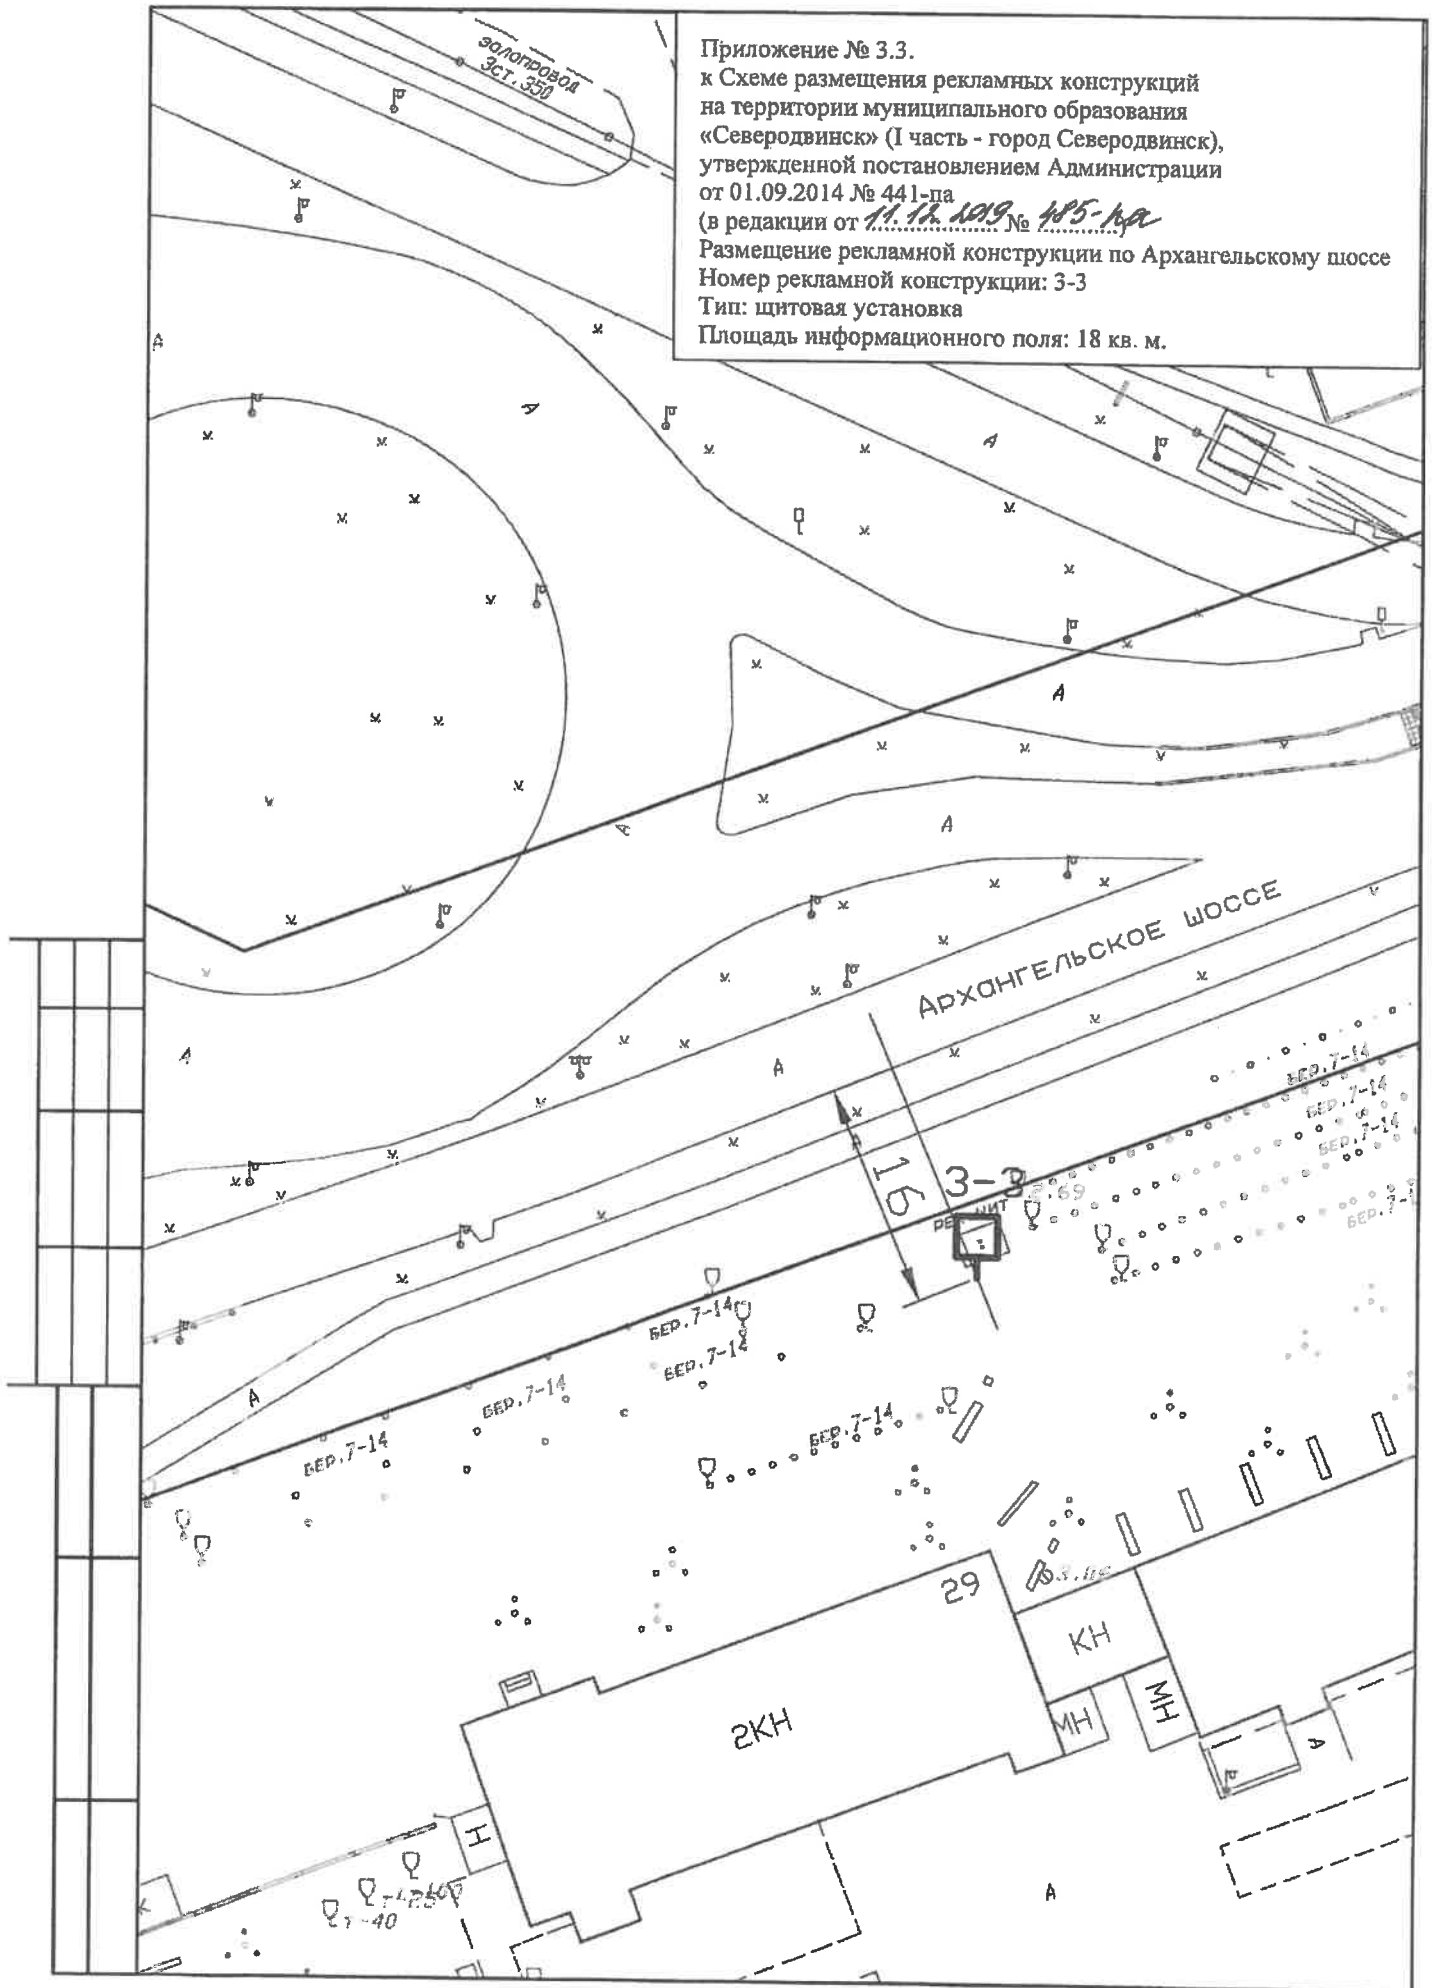 золопровод
3ст.350
Приложение № 3.3.
к Схеме размещения рекламных конструкций
на территории муниципального образования
«Северодвинск» (I часть - город Северодвинск),
утвержденной постановлением Администрации
от 01.09.2014 № 441-па
(в редакции от 11.12.2019 № 485-па)
Размещение рекламной конструкции по Архангельскому шоссе
Номер рекламной конструкции: 3-3
Тип: щитовая установка
Площадь информационного поля: 18 кв. м.
А
А
А
А
А
А
Архангельское шоссе
А
А
А
16
3-3
БЕР.7-14
БЕР.7-14
БЕР.7-14
БЕР.7-14
БЕР.7-14
БЕР.7-14
БЕР.7-14
БЕР.7-14
БЕР.7-14
А
29
КН
МН
МН
2КН
Н
А
А
К
т-40